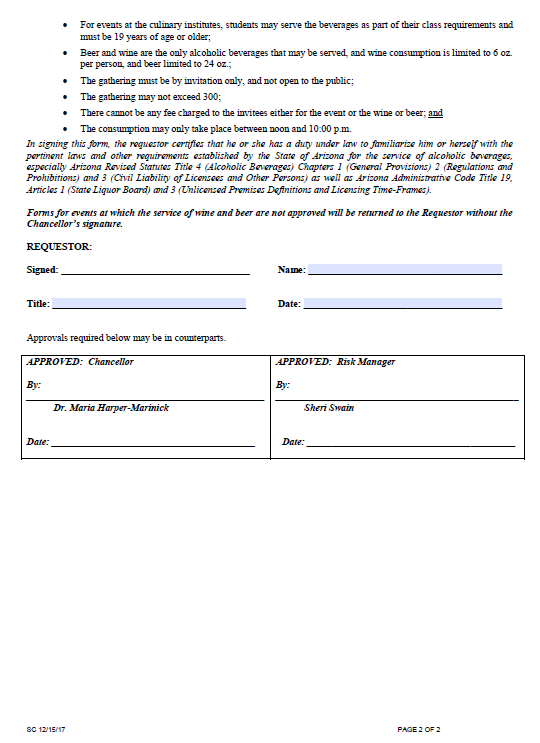 • For events at the culinary institutes, students may serve the beverages as part of their class requirements and
must be 19 years of age or older;
• Beer and wine are the only alcoholic beverages that may be served, and wine consumption is limited to 6 oz.
per person, and beer limited to 24 oz.;
• The gathering must be by invitation only, and not open to the public;
• The gathering may not exceed 300;
• There cannot be any fee charged to the invitees either for the event or the wine or beer; and
• The consumption may only take place between noon and 10:00 p.m.
In signing this form, the requestor certifies that he or she has a duty under law to familiarize him or herself with the
pertinent laws and other requirements established by the State of Arizona for the service of alcoholic beverages,
especially Arizona Revised Statutes Title 4 (Alcoholic Beverages) Chapters 1 (General Provisions) 2 (Regulations and
Prohibitions) and 3 (Civil Liability of Licensees and Other Persons) as well as Arizona Administrative Code Title 19,
Articles 1 (State Liquor Board) and 3 (Unlicensed Premises Definitions and Licensing Time-Frames).
Forms for events at which the service of wine and beer are not approved will be returned to the Requestor without the
Chancellor's signature.
REQUESTOR:
Signed: Name:
Title: Date:
Approvals required below may be in counterparts.
APPROVED: Chancellor APPROVED: Risk Manager
By: By:
Dr. Maria Harper-Marinick Sheri Swain
Date: Date:
SC 12/15/17 PAGE 2 OF 2